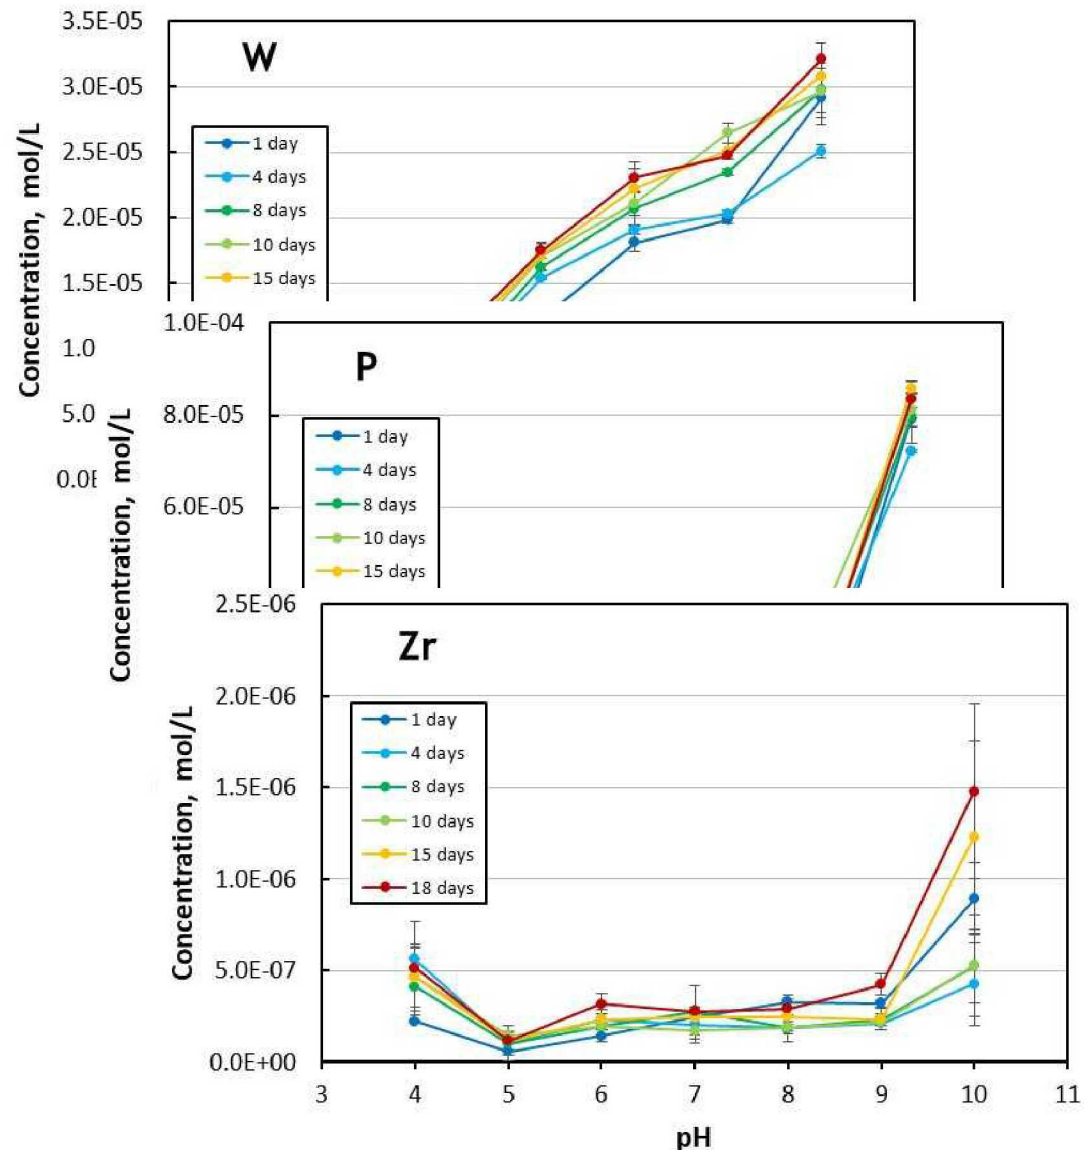 3.5E-05
W
3.0E-05
2.5E-05
2.0E-05
1.5E-05
1.0
5.0
Concentration, mol/L
1 day
4 days
8 days
10 days
15 days
1.0E-04
P
8.0E-05
6.0E-05
Concentration, mol/L
1 day
4 days
8 days
10 days
15 days
2.5E-06
Zr
2.0E-06
1.5E-06
1.0E-06
5.0E-07
0.0E+00
Concentration, mol/L
1 day
4 days
8 days
10 days
15 days
18 days
3 4 5 6 7 8 9 10 11
pH